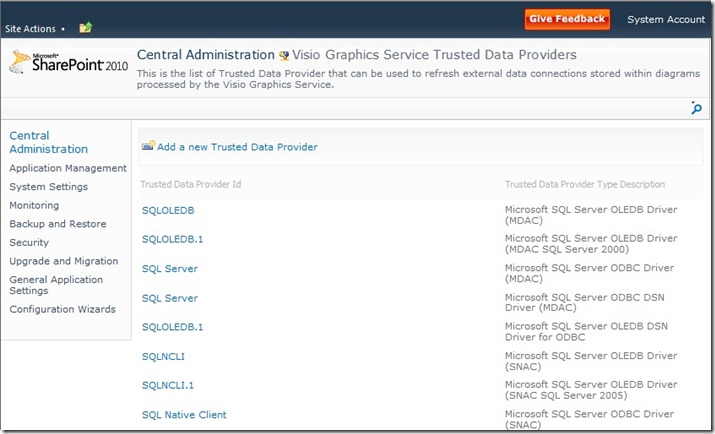 Give Feedback
System Account
Site Actions
Microsoft
SharePoint 2010
Central Administration Visio Graphics Service Trusted Data Providers
This is the list of Trusted Data Provider that can be used to refresh external data connections stored within diagrams
processed by the Visio Graphics Service.
Central
Administration
Application Management
System Settings
Monitoring
Backup and Restore
Security
Upgrade and Migration
General Application
Settings
Configuration Wizards
Add a new Trusted Data Provider
Trusted Data Provider Id
Trusted Data Provider Type Description
SQLOLEDB
Microsoft SQL Server OLEDB Driver
(MDAC)
SQLOLEDB.1
Microsoft SQL Server OLEDB Driver
(MDAC SQL Server 2000)
SQL Server
Microsoft SQL Server ODBC Driver
(MDAC)
SQL Server
Microsoft SQL Server ODBC DSN
Driver (MDAC)
SQLOLEDB.1
Microsoft SQL Server OLEDB DSN
Driver for ODBC
SQLNCLI
Microsoft SQL Server OLEDB Driver
(SNAC)
SQLNCLI.1
Microsoft SQL Server OLEDB Driver
(SNAC SQL Server 2005)
SQL Native Client
Microsoft SQL Server ODBC Driver
(SNAC)